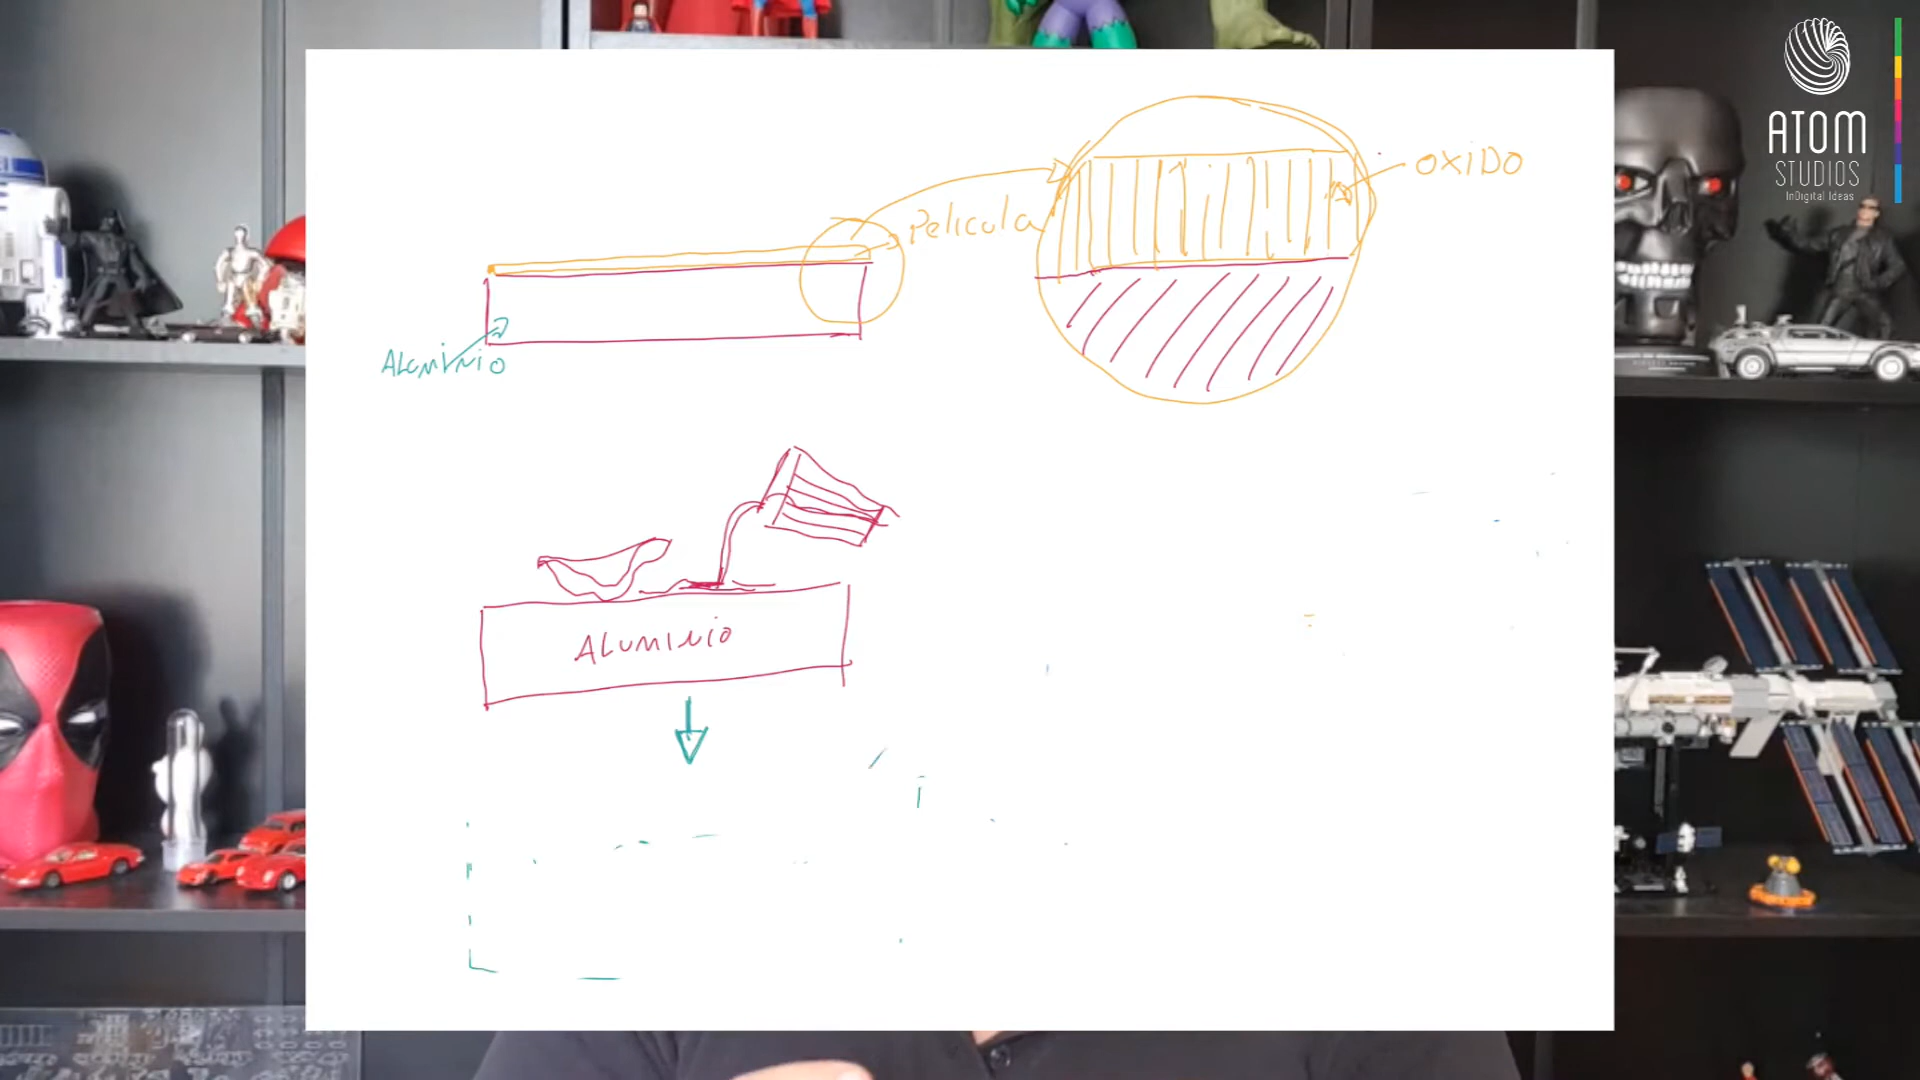 ATOM
STUDIOS
InDigital Ideas
OXIDO
Pelicula
ALUMINIO
ALUMINIO